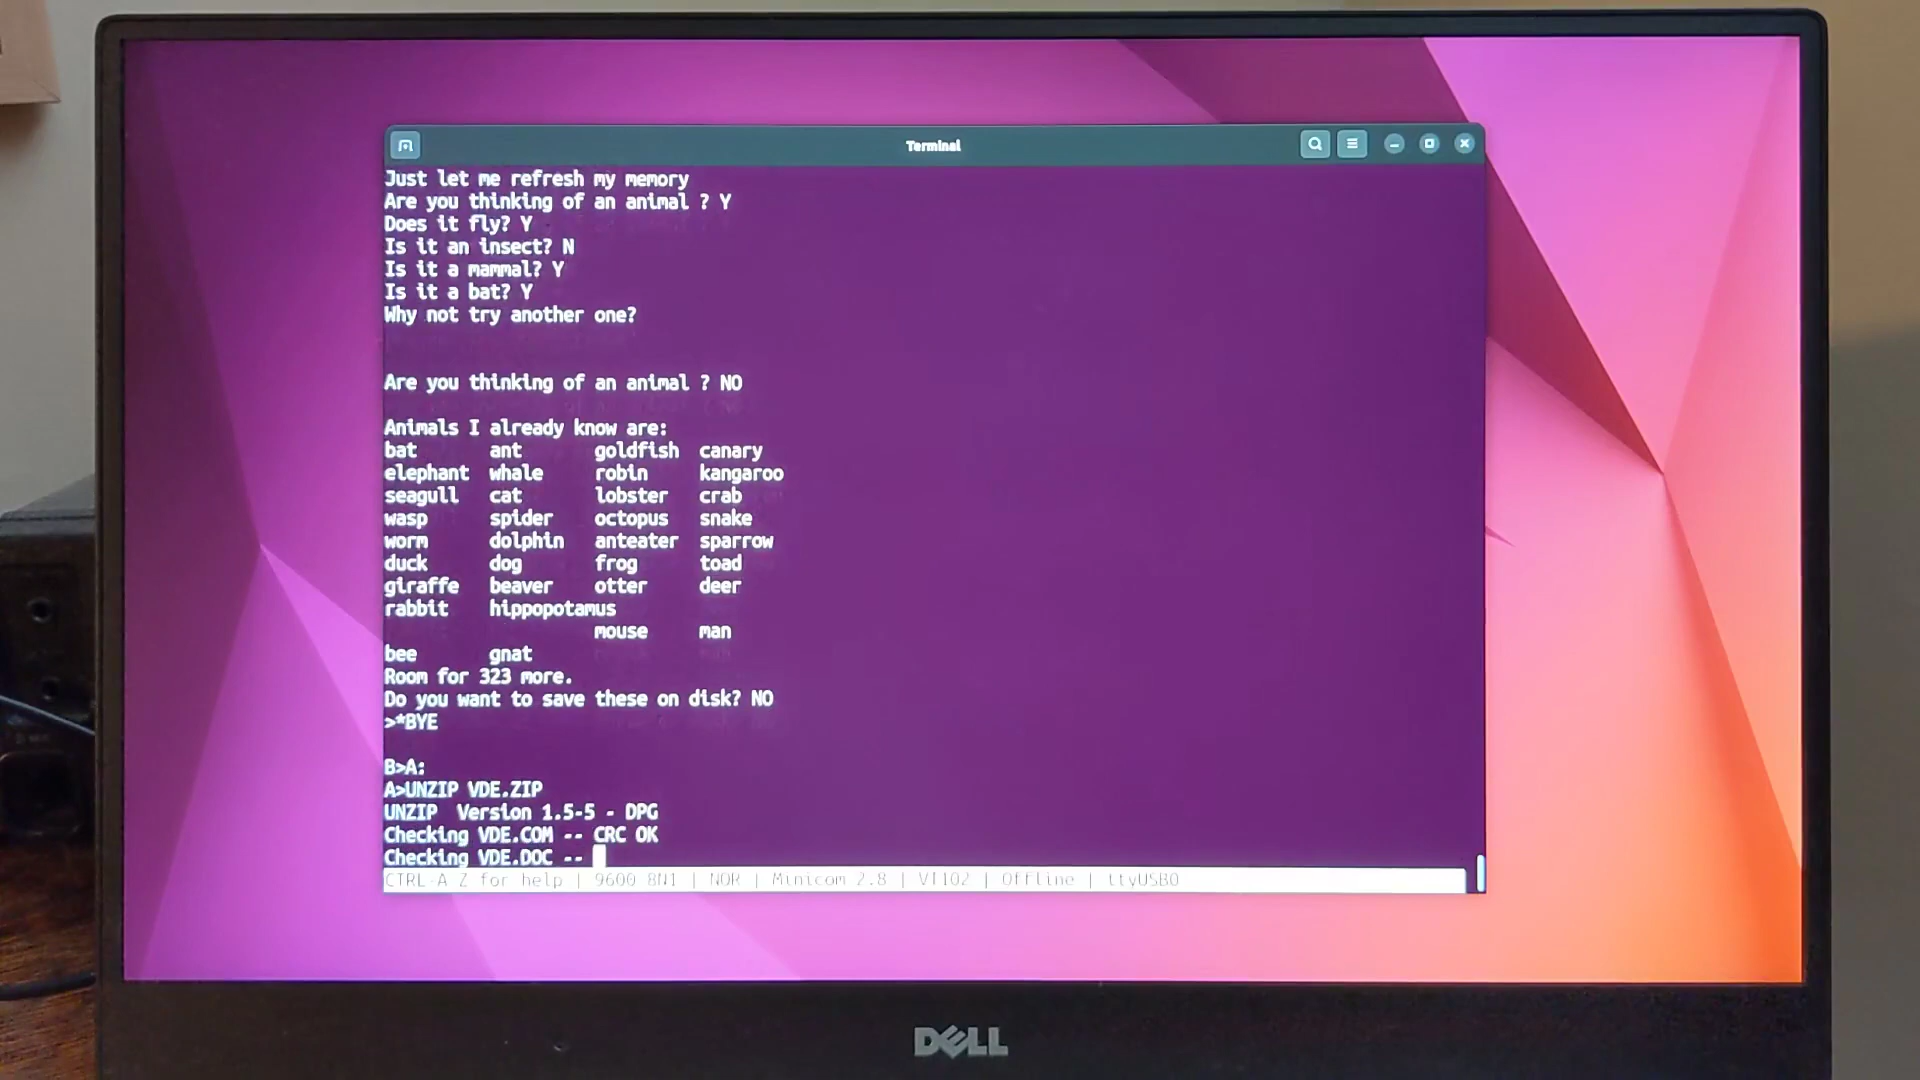 Terminal
Just let me refresh my memory
Are you thinking of an animal ? Y
Does it fly? Y
Is it an insect? N
Is it a mammal? Y
Is it a bat? Y
Why not try another one?
Are you thinking of an animal ? NO
Animals I already know are:
bat ant goldfish canary
elephant whale robin kangaroo
seagull cat lobster crab
wasp spider octopus snake
worm dolphin anteater sparrow
duck dog frog toad
giraffe beaver otter deer
rabbit hippopotamus
mouse man
bee gnat
Room for 323 more.
Do you want to save these on disk? NO
>*BYE
B>A:
A>UNZIP VDE.ZIP
UNZIP Version 1.5-5 - DPG
Checking VDE.COM -- CRC OK
Checking VDE.DOC --
CTRL-A Z for help | 9600 8N1 | NOR | Minicom 2.8 | VT102 | Offline | ttyUSB0
DELL